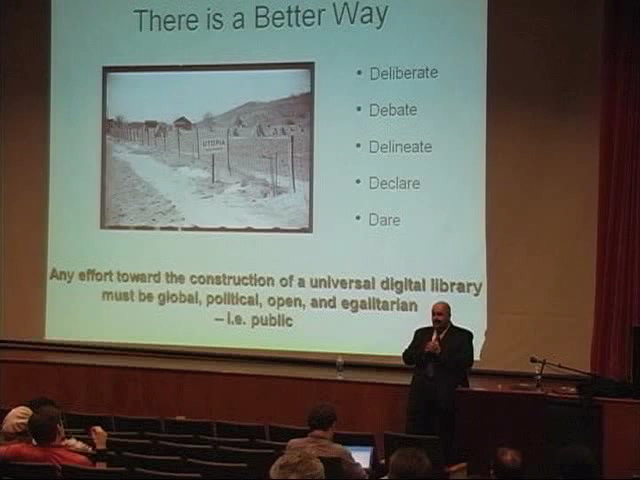 There is a Better Way
• Deliberate
• Debate
• Delineate
• Declare
• Dare
UTOPIA
Any effort toward the construction of a universal digital library
must be global, political, open, and egalitarian
– i.e. public